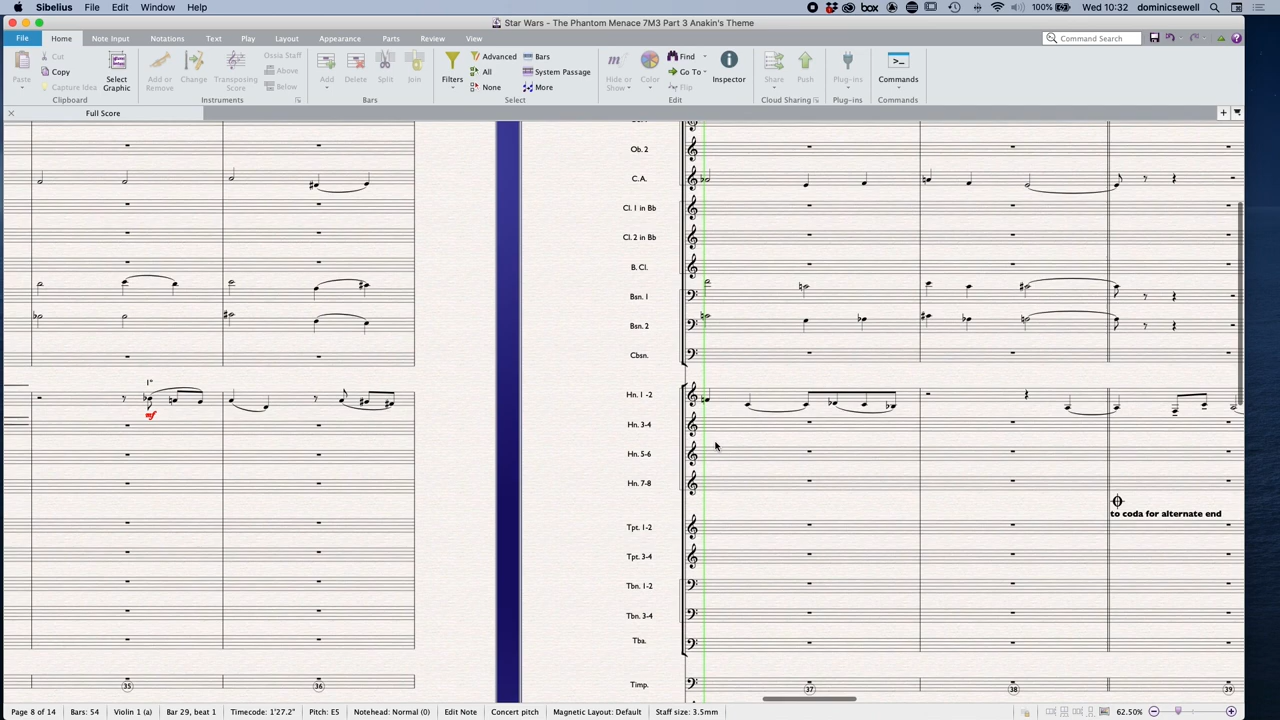 Sibelius File Edit View Window Help
box 100% Wed 10:32 dominicsewell
Star Wars - The Phantom Menace 7M3 Part 3 Anakin's Theme
File Home Note Input Notations Text Play Layout Appearance Parts Review View
Command Search
Paste Cut Copy Capture Idea Select Graphic
Add or Remove Change Transposing Score Ossia Staff Above Below
Add Delete Split Join
Filters Advanced All None Bars System Passage More
Hide or Show Color Find Go To Flip Inspector
Share Push Plug-ins Commands
Clipboard Instruments Bars Select Edit Cloud Sharing Plug-ins Commands
Full Score
Ob. 2
C. A.
Cl. 1 in Bb
Cl. 2 in Bb
B. Cl.
Bsn. 1
Bsn. 2
Cbsn.
1°
Hn. 1 -2
mf
Hn. 3-4
Hn. 5-6
Hn. 7-8
to coda for alternate end
Tpt. 1-2
Tpt. 3-4
Tbn. 1-2
Tbn. 3-4
Tba.
Timp.
35 36 37 38 39
Page 8 of 14 Bars: 54 Violin 1 (a) Bar 29, beat 1 Timecode: 1'27.2" Pitch: E5 Notehead: Normal (0) Edit Note Concert pitch Magnetic Layout: Default Staff size: 3.5mm 62.50%